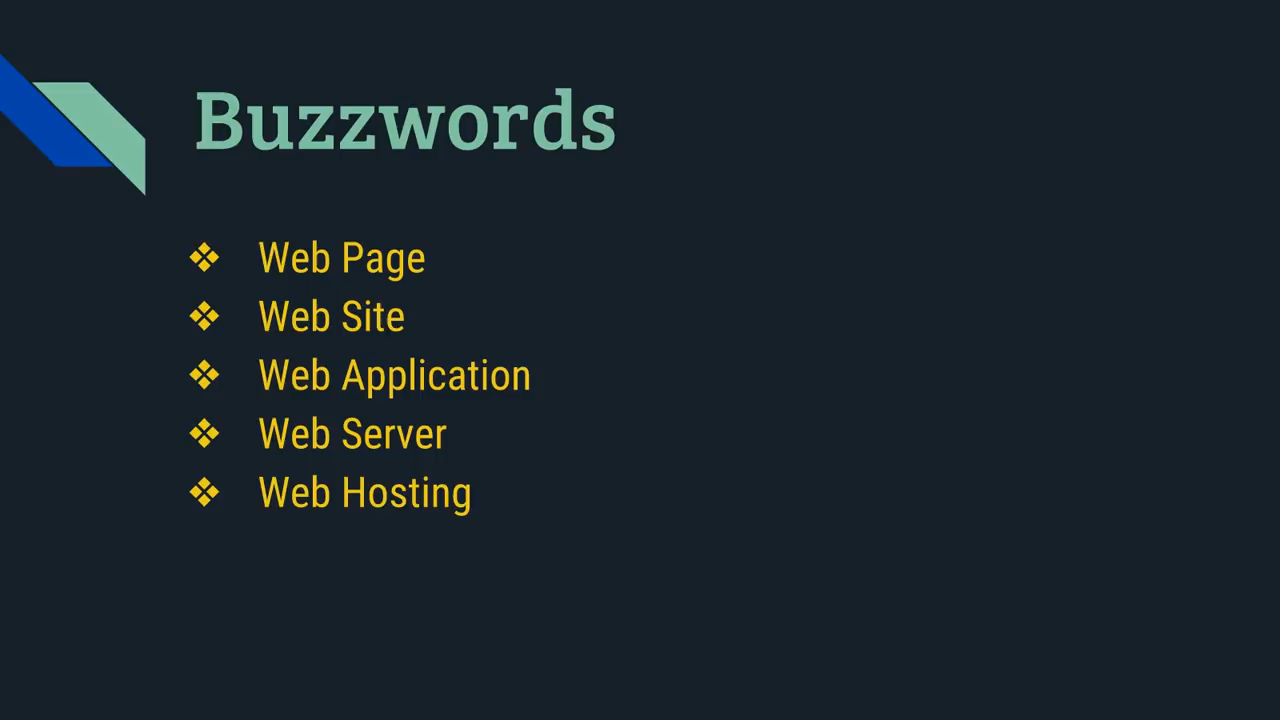 Buzzwords
❖ Web Page
❖ Web Site
❖ Web Application
❖ Web Server
❖ Web Hosting